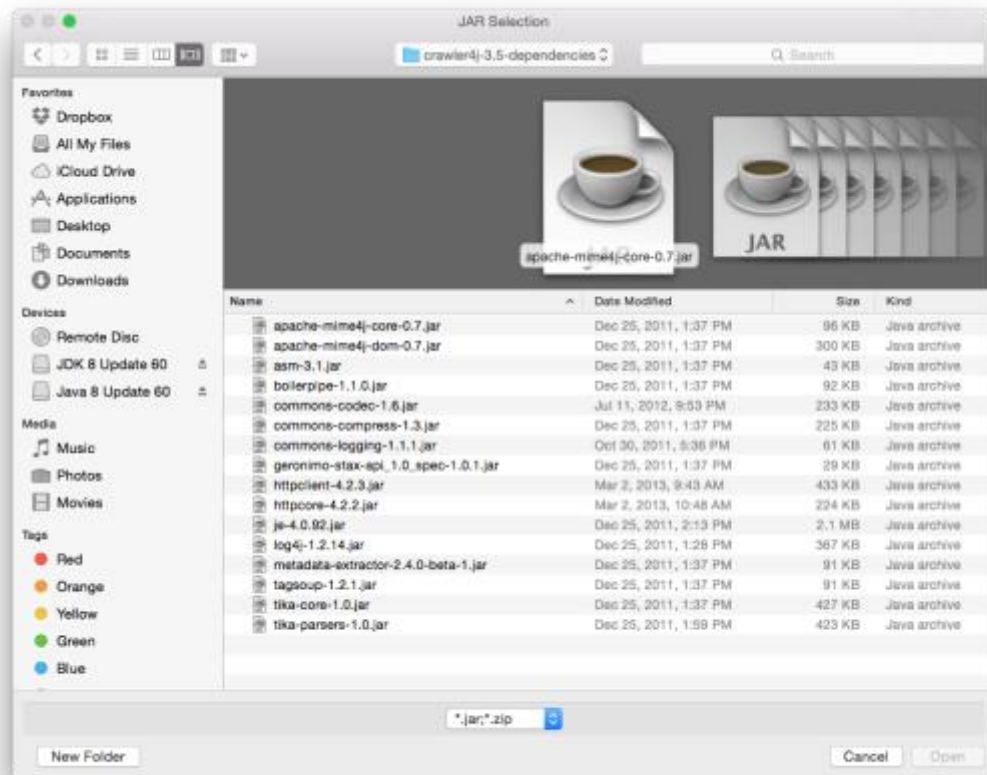 JAR Selection
crawler4j-3.5-dependencies
Search
Favorites
Dropbox
All My Files
iCloud Drive
Applications
Desktop
Documents
Downloads
Devices
Remote Disc
JDK 8 Update 60
Java 8 Update 60
Media
Music
Photos
Movies
Tags
Red
Orange
Yellow
Green
Blue
apache-mime4j-core-0.7.jar
JAR
Name Date Modified Size Kind
apache-mime4j-core-0.7.jar Dec 25, 2011, 1:37 PM 96 KB Java archive
apache-mime4j-dom-0.7.jar Dec 25, 2011, 1:37 PM 300 KB Java archive
asm-3.1.jar Dec 25, 2011, 1:37 PM 43 KB Java archive
boilerpipe-1.1.0.jar Dec 25, 2011, 1:37 PM 92 KB Java archive
commons-codec-1.6.jar Jul 11, 2012, 9:53 PM 233 KB Java archive
commons-compress-1.3.jar Dec 25, 2011, 1:37 PM 225 KB Java archive
commons-logging-1.1.1.jar Oct 30, 2011, 5:36 PM 61 KB Java archive
geronimo-stax-api_1.0_spec-1.0.1.jar Dec 25, 2011, 1:37 PM 29 KB Java archive
httpclient-4.2.3.jar Mar 2, 2013, 9:43 AM 433 KB Java archive
httpcore-4.2.2.jar Mar 2, 2013, 10:48 AM 224 KB Java archive
je-4.0.92.jar Dec 25, 2011, 2:13 PM 2.1 MB Java archive
log4j-1.2.14.jar Dec 25, 2011, 1:28 PM 367 KB Java archive
metadata-extractor-2.4.0-beta-1.jar Dec 25, 2011, 1:37 PM 91 KB Java archive
tagsoup-1.2.1.jar Dec 25, 2011, 1:37 PM 91 KB Java archive
tika-core-1.0.jar Dec 25, 2011, 1:37 PM 427 KB Java archive
tika-parsers-1.0.jar Dec 25, 2011, 1:59 PM 423 KB Java archive
*.jar;*.zip
New Folder
Cancel
Open